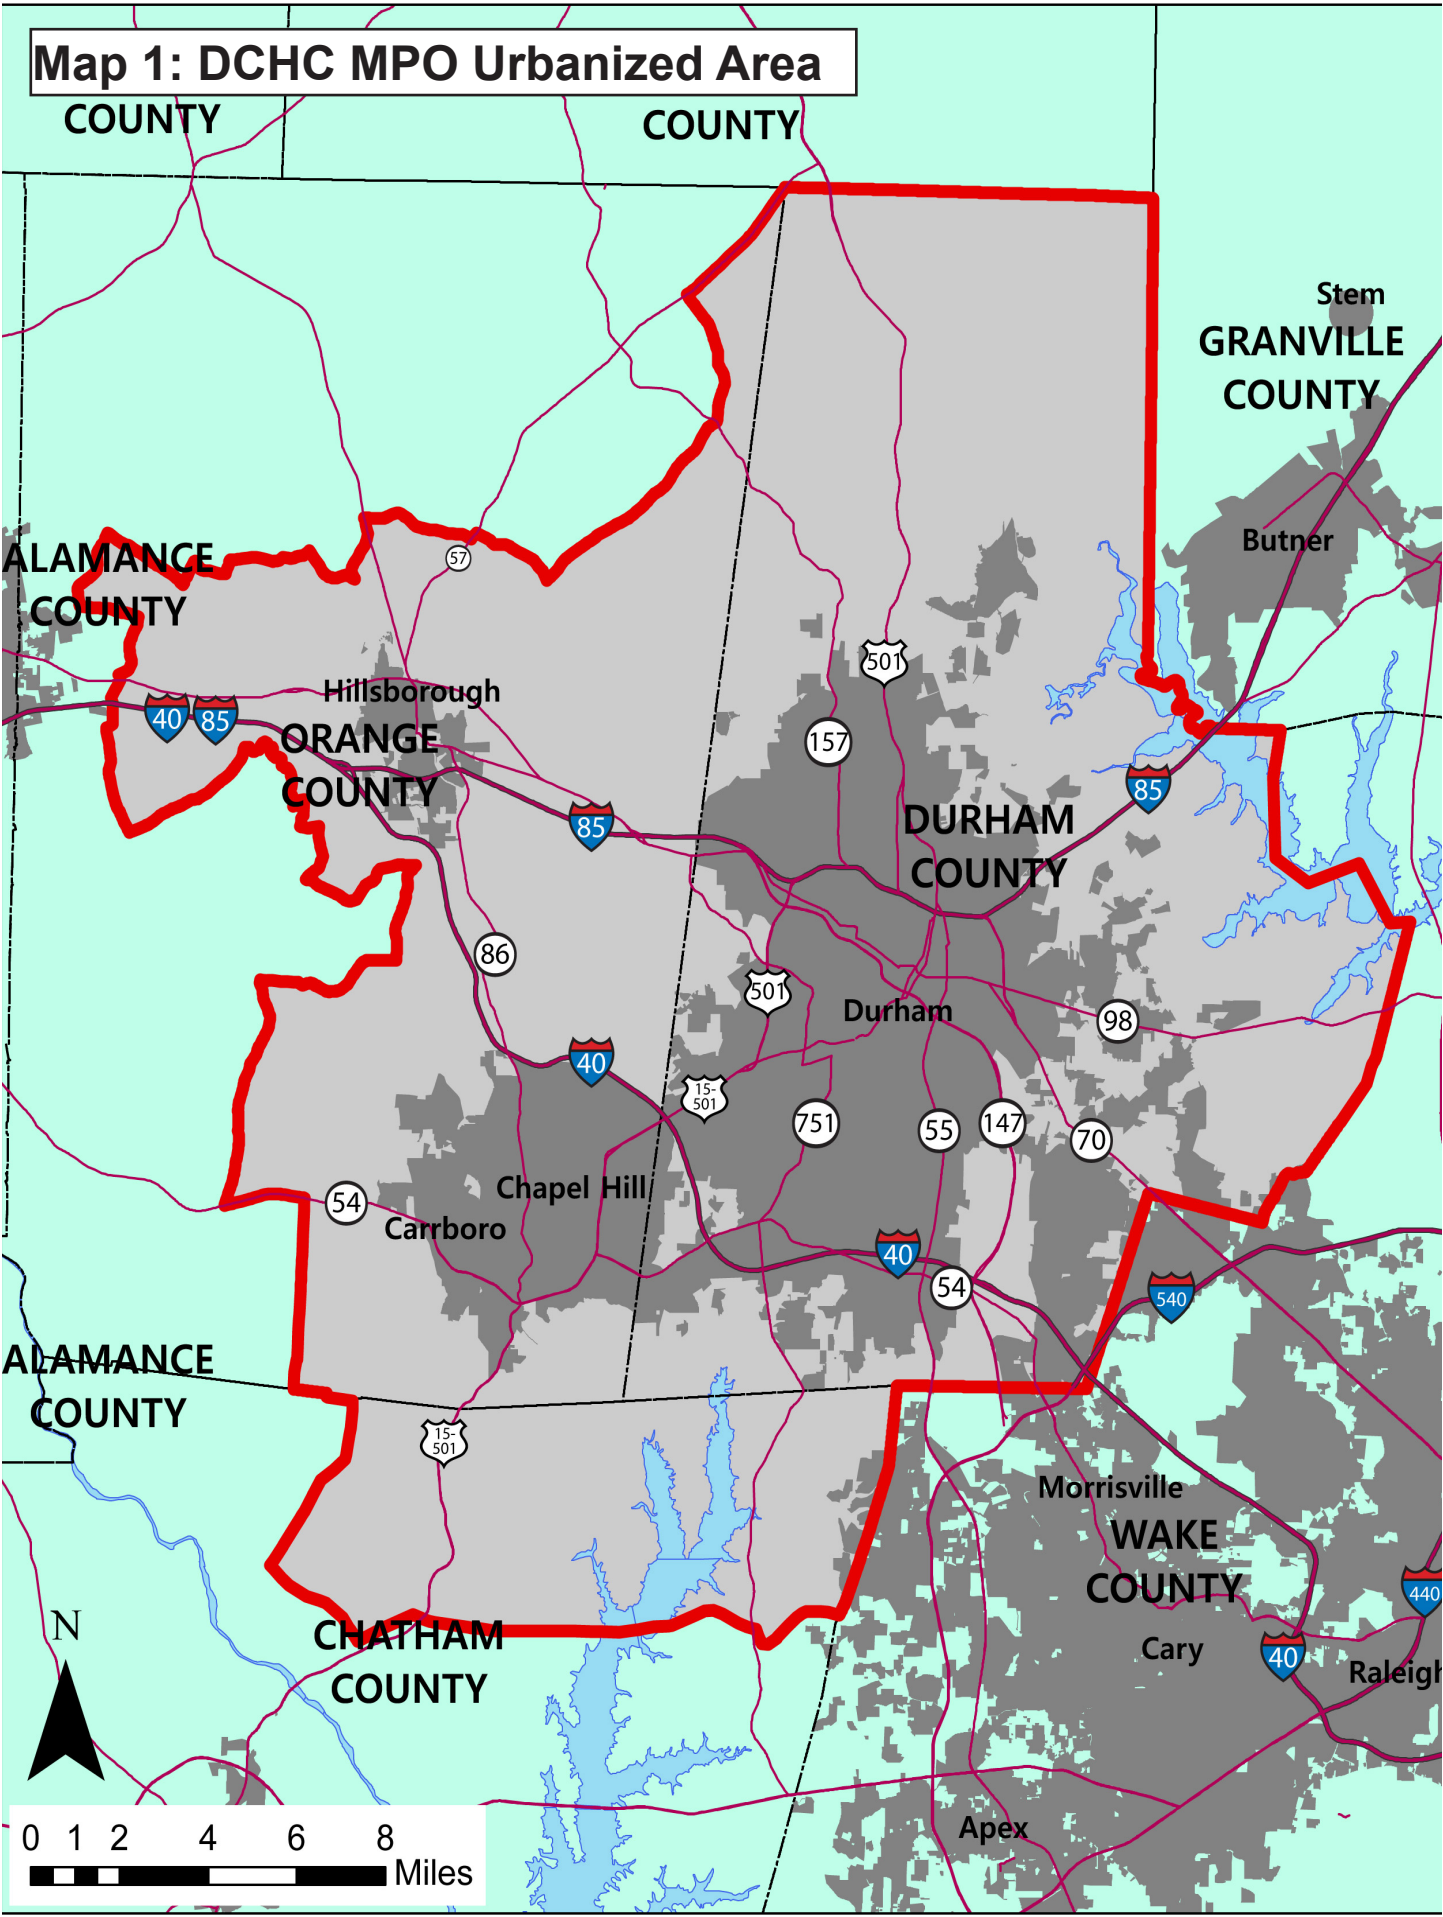 Map 1: DCHC MPO Urbanized Area
COUNTY
COUNTY
Stem
GRANVILLE
COUNTY
Butner
ALAMANCE
COUNTY
57
501
Hillsborough
40
85
ORANGE
COUNTY
157
85
85
DURHAM
COUNTY
86
501
Durham
98
40
15-
501
751
55
147
70
Chapel Hill
54
Carrboro
40
54
540
ALAMANCE
COUNTY
15-
501
Morrisville
WAKE
COUNTY
440
N
CHATHAM
COUNTY
Cary
40
Raleigh
Apex
0 1 2 4 6 8
Miles